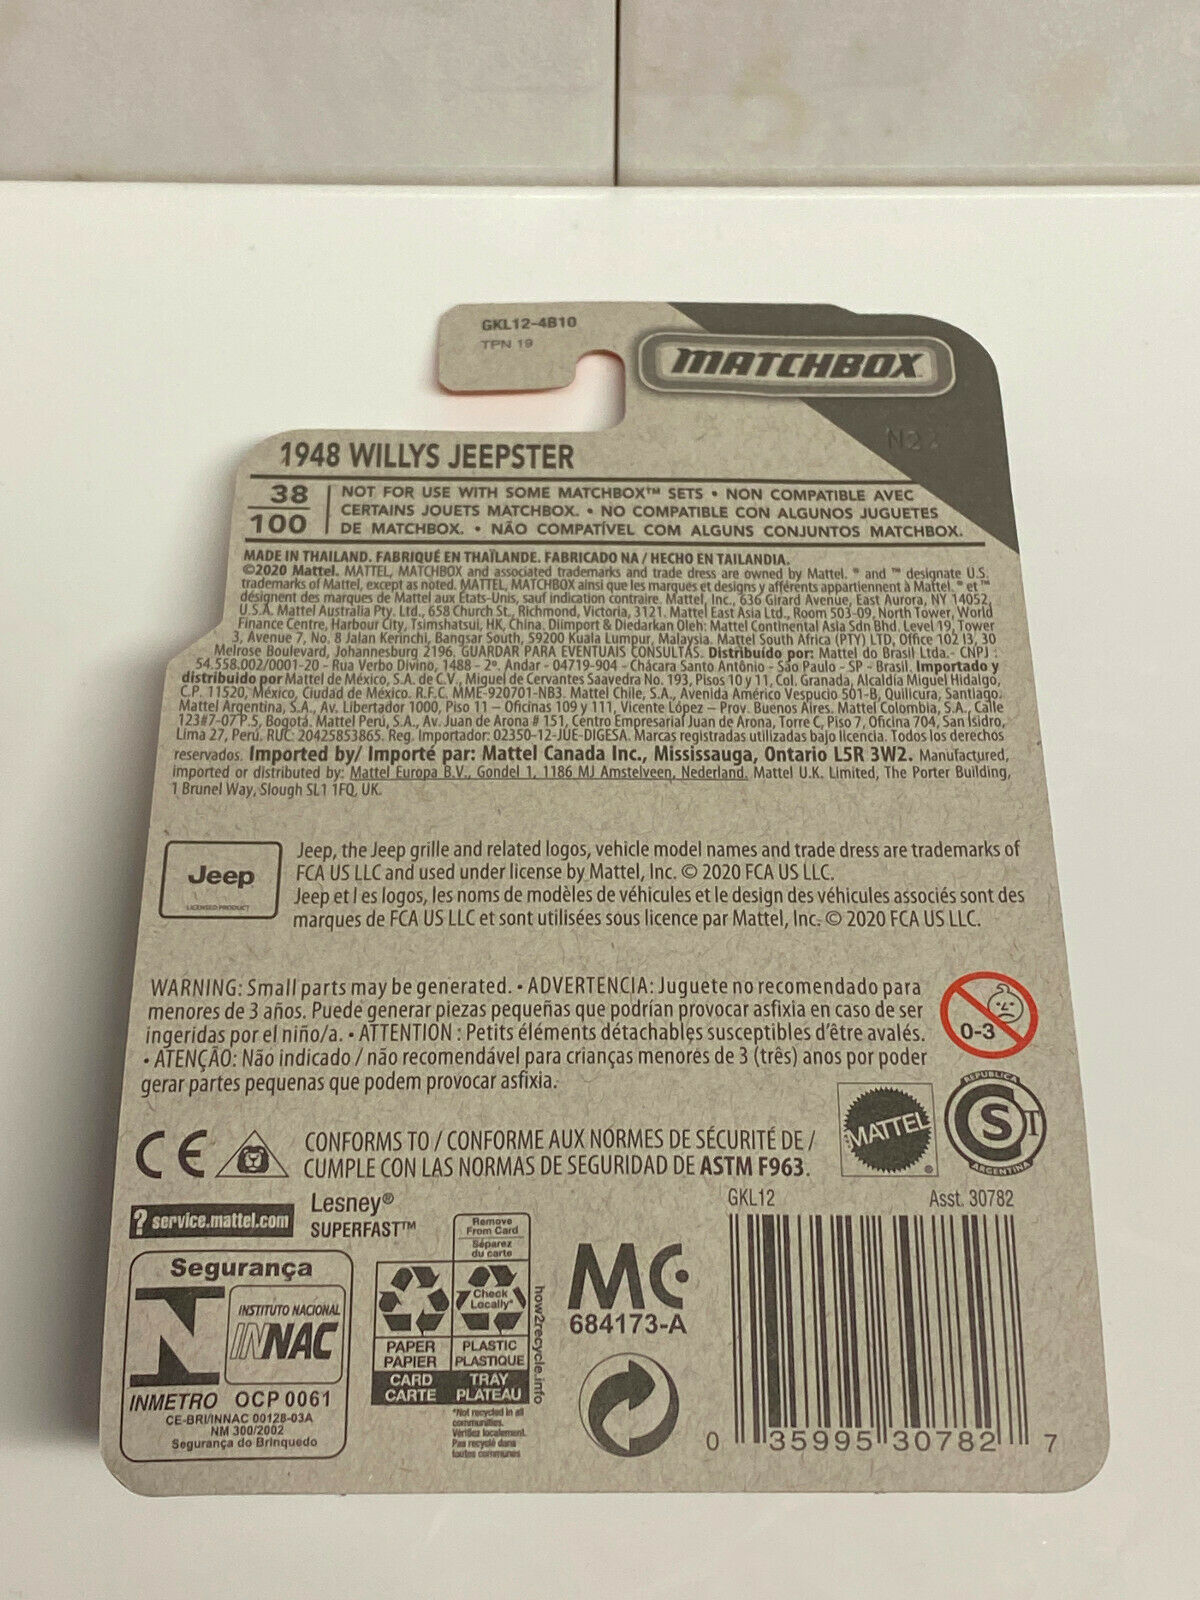 GKL12-4B10
TPN 19
MATCHBOX
1948 WILLYS JEEPSTER
38
100
NOT FOR USE WITH SOME MATCHBOX™ SETS • NON COMPATIBLE AVEC
CERTAINS JOUETS MATCHBOX. • NO COMPATIBLE CON ALGUNOS JUGUETES
DE MATCHBOX. • NÃO COMPATÍVEL COM ALGUNS CONJUNTOS MATCHBOX.
MADE IN THAILAND. FABRIQUÉ EN THAÏLANDE. FABRICADO NA / HECHO EN TAILANDIA.
©2020 Mattel. MATTEL, MATCHBOX and associated trademarks and trade dress are owned by Mattel. ® and ™ designate U.S.
trademarks of Mattel, except as noted. MATTEL, MATCHBOX ainsi que les marques et designs y afférents appartiennent à Mattel. ® et ™
désignent des marques de Mattel aux États-Unis, sauf indication contraire. Mattel, Inc., 636 Girard Avenue, East Aurora, NY 14052,
U.S.A. Mattel Australia Pty. Ltd., 658 Church St., Richmond, Victoria, 3121. Mattel East Asia Ltd., Room 503-09, North Tower, World
Finance Centre, Harbour City, Tsimshatsui, HK, China. Diimport & Diedarkan Oleh: Mattel Continental Asia Sdn Bhd. Level 19, Tower
3, Avenue 7, No. 8 Jalan Kerinchi, Bangsar South, 59200 Kuala Lumpur, Malaysia. Mattel South Africa (PTY) LTD, Office 102 I3, 30
Melrose Boulevard, Johannesburg 2196. GUARDAR PARA EVENTUAIS CONSULTAS. Distribuído por: Mattel do Brasil Ltda.- CNPJ :
54.558.002/0001-20 - Rua Verbo Divino, 1488 - 2º. Andar - 04719-904 - Chácara Santo Antônio - São Paulo - SP - Brasil. Importado y
distribuido por Mattel de México, S.A. de C.V., Miguel de Cervantes Saavedra No. 193, Pisos 10 y 11, Col. Granada, Alcaldía Miguel Hidalgo,
C.P. 11520, México, Ciudad de México. R.F.C. MME-920701-NB3. Mattel Chile, S.A., Avenida Américo Vespucio 501-B, Quilicura, Santiago.
Mattel Argentina, S.A., Av. Libertador 1000, Piso 11 – Oficinas 109 y 111, Vicente López – Prov. Buenos Aires. Mattel Colombia, S.A., Calle
123#7-07 P.5, Bogotá. Mattel Perú, S.A., Av. Juan de Arona # 151, Centro Empresarial Juan de Arona, Torre C, Piso 7, Oficina 704, San Isidro,
Lima 27, Perú. RUC: 20425853865. Reg. Importador: 02350-12-JUE-DIGESA. Marcas registradas utilizadas bajo licencia. Todos los derechos
reservados. Imported by/ Importé par: Mattel Canada Inc., Mississauga, Ontario L5R 3W2. Manufactured,
imported or distributed by: Mattel Europa B.V., Gondel 1, 1186 MJ Amstelveen, Nederland. Mattel U.K. Limited, The Porter Building,
1 Brunel Way, Slough SL1 1FQ, UK.
Jeep
LICENSED PRODUCT
Jeep, the Jeep grille and related logos, vehicle model names and trade dress are trademarks of
FCA US LLC and used under license by Mattel, Inc. © 2020 FCA US LLC.
Jeep et l es logos, les noms de modèles de véhicules et le design des véhicules associés sont des
marques de FCA US LLC et sont utilisées sous licence par Mattel, Inc. © 2020 FCA US LLC.
WARNING: Small parts may be generated. • ADVERTENCIA: Juguete no recomendado para
menores de 3 años. Puede generar piezas pequeñas que podrían provocar asfixia en caso de ser
ingeridas por el niño/a. • ATTENTION : Petits éléments détachables susceptibles d'être avalés.
• ATENÇÃO: Não indicado / não recomendável para crianças menores de 3 (três) anos por poder
gerar partes pequenas que podem provocar asfixia.
0-3
CE
CONFORMS TO / CONFORME AUX NORMES DE SÉCURITÉ DE /
CUMPLE CON LAS NORMAS DE SEGURIDAD DE ASTM F963.
MATTEL
REPUBLICA
S
ARGENTINA
? service.mattel.com
Lesney®
SUPERFAST™
Segurança
INSTITUTO NACIONAL
INNAC
INMETRO OCP 0061
CE-BRI/INNAC 00128-03A
NM 300/2002
Segurança do Brinquedo
Remove
From Card
Séparez
du carte
Check
Locally*
PAPER
PAPIER
CARD
CARTE
PLASTIC
PLASTIQUE
TRAY
PLATEAU
*Not recycled in all
communities.
Vérifiez localement.
Pas recyclé dans
toutes communes
how2recycle.info
MC
684173-A
GKL12 Asst. 30782
0 35995 30782 7